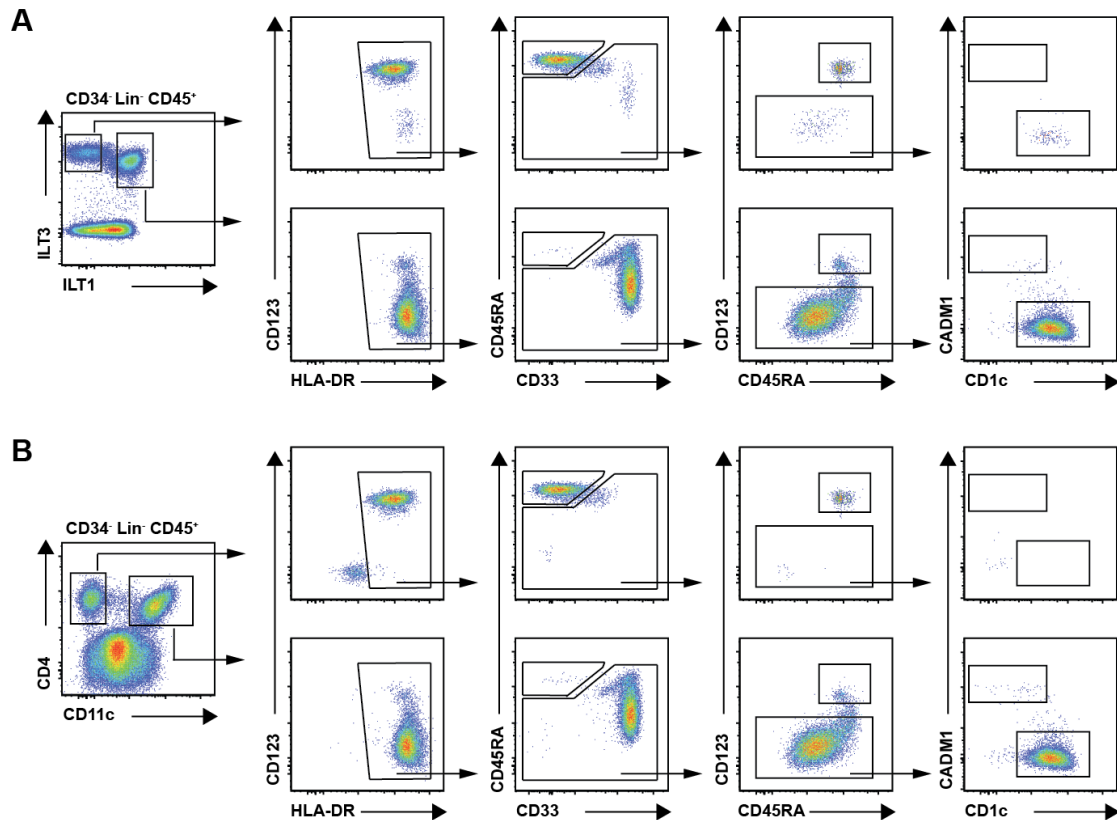 A
CD34⁻ Lin⁻ CD45⁺
ILT3
ILT1
CD123
HLA-DR
CD45RA
CD33
CD123
CD45RA
CADM1
CD1c
B
CD34⁻ Lin⁻ CD45⁺
CD4
CD11c
CD123
HLA-DR
CD45RA
CD33
CD123
CD45RA
CADM1
CD1c